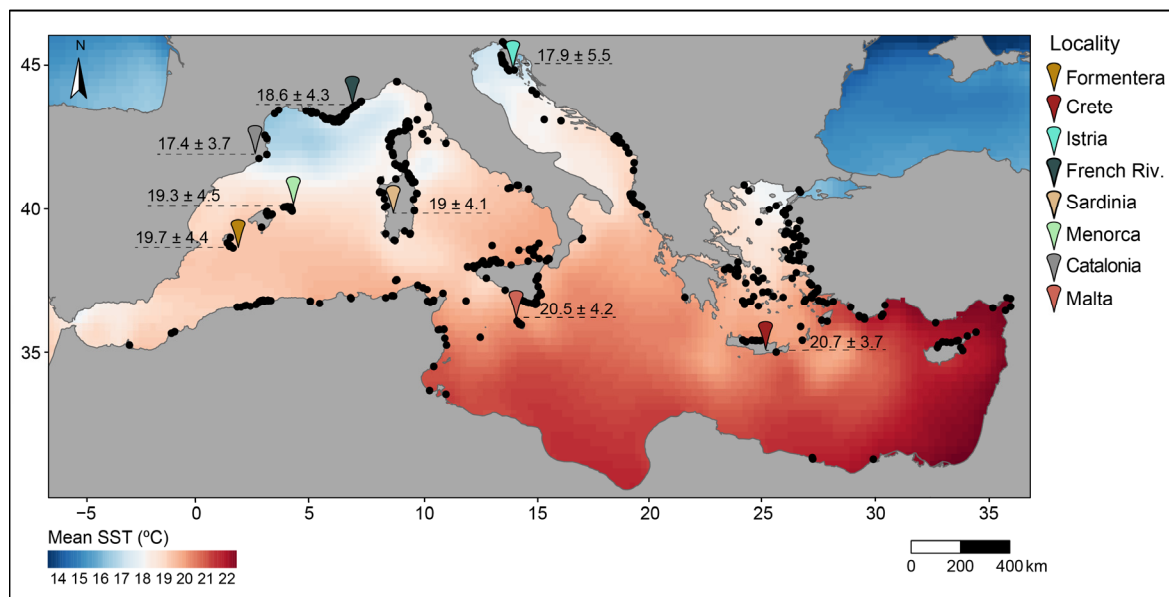 N
45
40
35
−5
0
5
10
15
20
25
30
35
17.9 ± 5.5
18.6 ± 4.3
17.4 ± 3.7
19.3 ± 4.5
19 ± 4.1
19.7 ± 4.4
20.5 ± 4.2
20.7 ± 3.7
Locality
Formentera
Crete
Istria
French Riv.
Sardinia
Menorca
Catalonia
Malta
Mean SST (ºC)
14 15 16 17 18 19 20 21 22
0 200 400 km